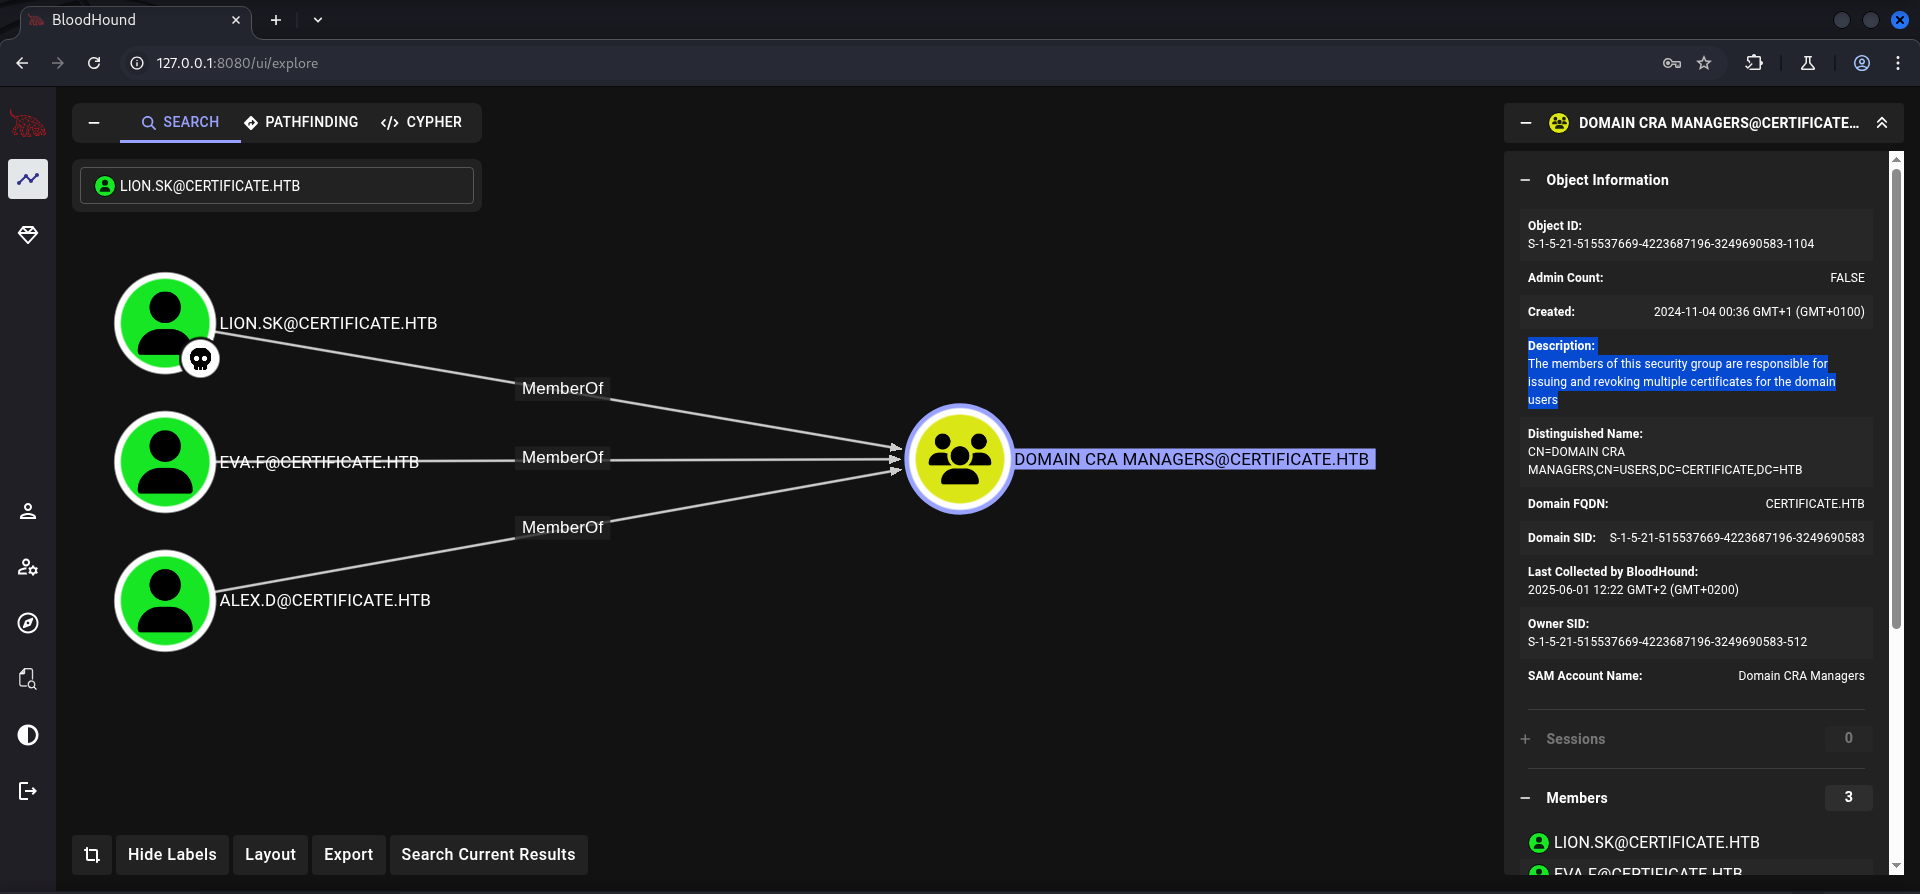 BloodHound
127.0.0.1:8080/ui/explore
SEARCH
PATHFINDING
CYPHER
LION.SK@CERTIFICATE.HTB
LION.SK@CERTIFICATE.HTB
MemberOf
EVA.F@CERTIFICATE.HTB
MemberOf
DOMAIN CRA MANAGERS@CERTIFICATE.HTB
MemberOf
ALEX.D@CERTIFICATE.HTB
Hide Labels
Layout
Export
Search Current Results
DOMAIN CRA MANAGERS@CERTIFICATE...
Object Information
Object ID:
S-1-5-21-515537669-4223687196-3249690583-1104
Admin Count: FALSE
Created: 2024-11-04 00:36 GMT+1 (GMT+0100)
Description:
The members of this security group are responsible for
issuing and revoking multiple certificates for the domain
users
Distinguished Name:
CN=DOMAIN CRA
MANAGERS,CN=USERS,DC=CERTIFICATE,DC=HTB
Domain FQDN: CERTIFICATE.HTB
Domain SID: S-1-5-21-515537669-4223687196-3249690583
Last Collected by BloodHound:
2025-06-01 12:22 GMT+2 (GMT+0200)
Owner SID:
S-1-5-21-515537669-4223687196-3249690583-512
SAM Account Name: Domain CRA Managers
Sessions 0
Members 3
LION.SK@CERTIFICATE.HTB
EVA.F@CERTIFICATE.HTB